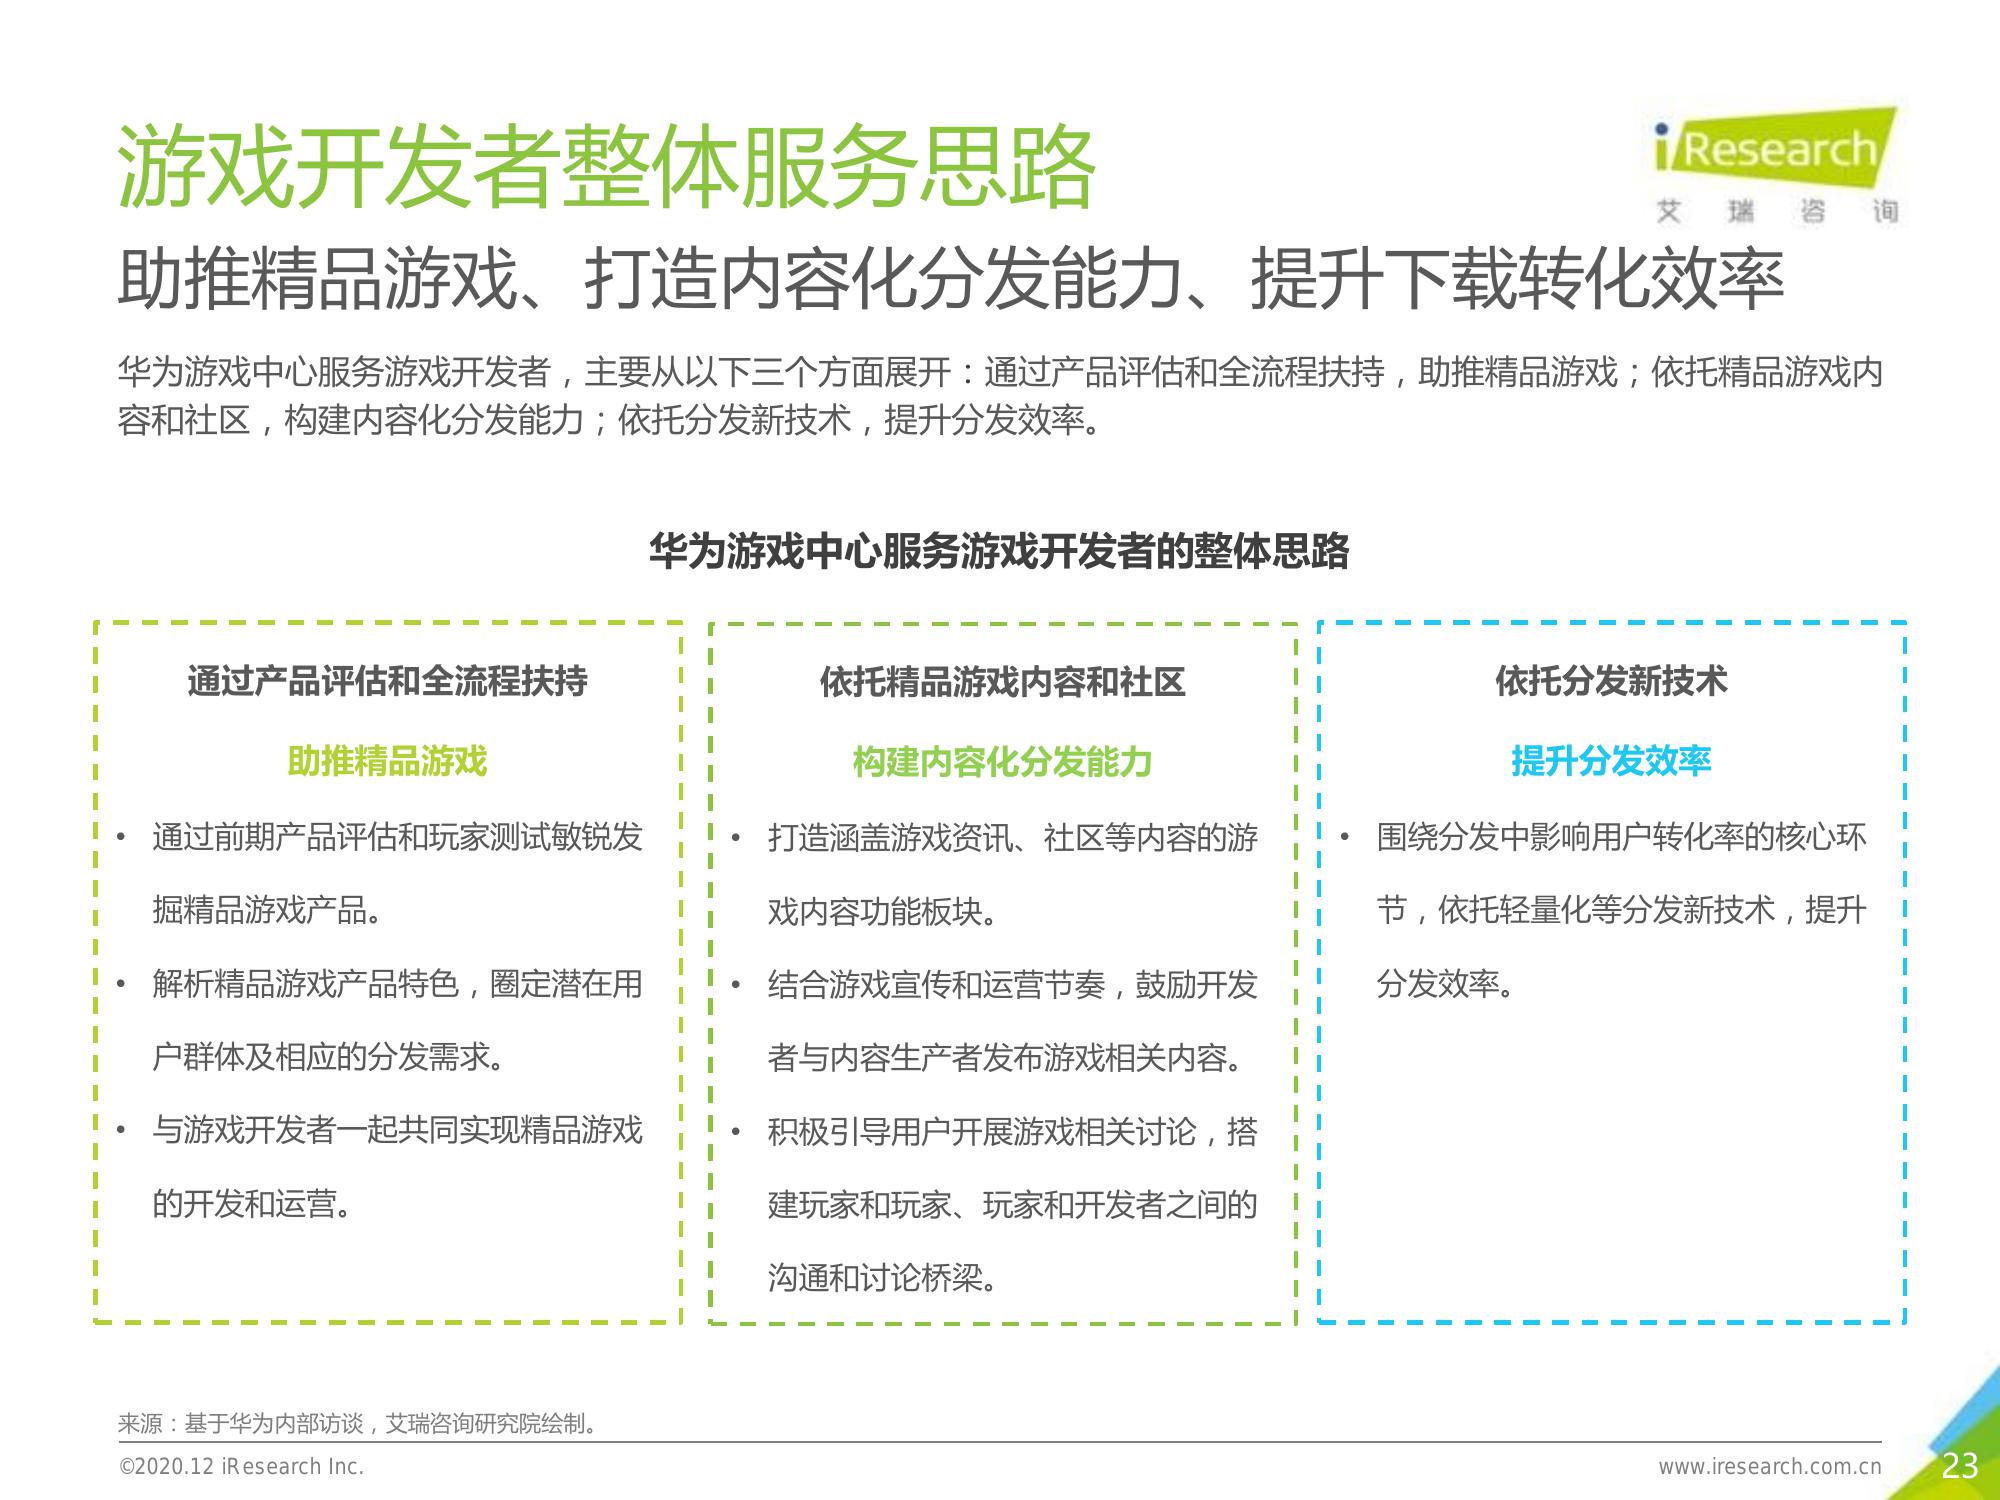 游戏开发者整体服务思路
iResearch
艾瑞咨询
助推精品游戏、打造内容化分发能力、提升下载转化效率
华为游戏中心服务游戏开发者，主要从以下三个方面展开：通过产品评估和全流程扶持，助推精品游戏；依托精品游戏内
容和社区，构建内容化分发能力；依托分发新技术，提升分发效率。
华为游戏中心服务游戏开发者的整体思路
通过产品评估和全流程扶持
助推精品游戏
• 通过前期产品评估和玩家测试敏锐发
掘精品游戏产品。
• 解析精品游戏产品特色，圈定潜在用
户群体及相应的分发需求。
• 与游戏开发者一起共同实现精品游戏
的开发和运营。
依托精品游戏内容和社区
构建内容化分发能力
• 打造涵盖游戏资讯、社区等内容的游
戏内容功能板块。
• 结合游戏宣传和运营节奏，鼓励开发
者与内容生产者发布游戏相关内容。
• 积极引导用户开展游戏相关讨论，搭
建玩家和玩家、玩家和开发者之间的
沟通和讨论桥梁。
依托分发新技术
提升分发效率
• 围绕分发中影响用户转化率的核心环
节，依托轻量化等分发新技术，提升
分发效率。
来源：基于华为内部访谈，艾瑞咨询研究院绘制。
©2020.12 iResearch Inc.
www.iresearch.com.cn
23